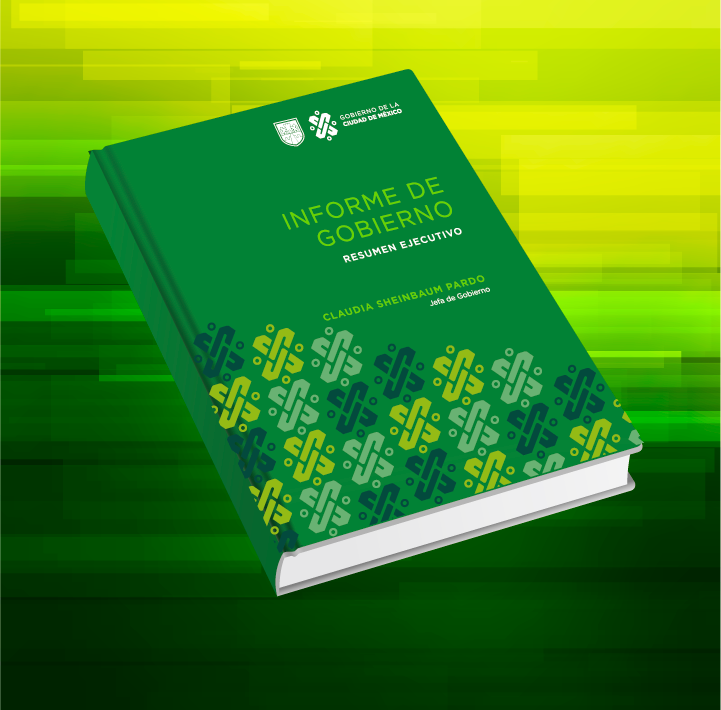 GOBIERNO DE LA
CIUDAD DE MÉXICO
INFORME DE
GOBIERNO
RESUMEN EJECUTIVO
CLAUDIA SHEINBAUM PARDO
Jefa de Gobierno